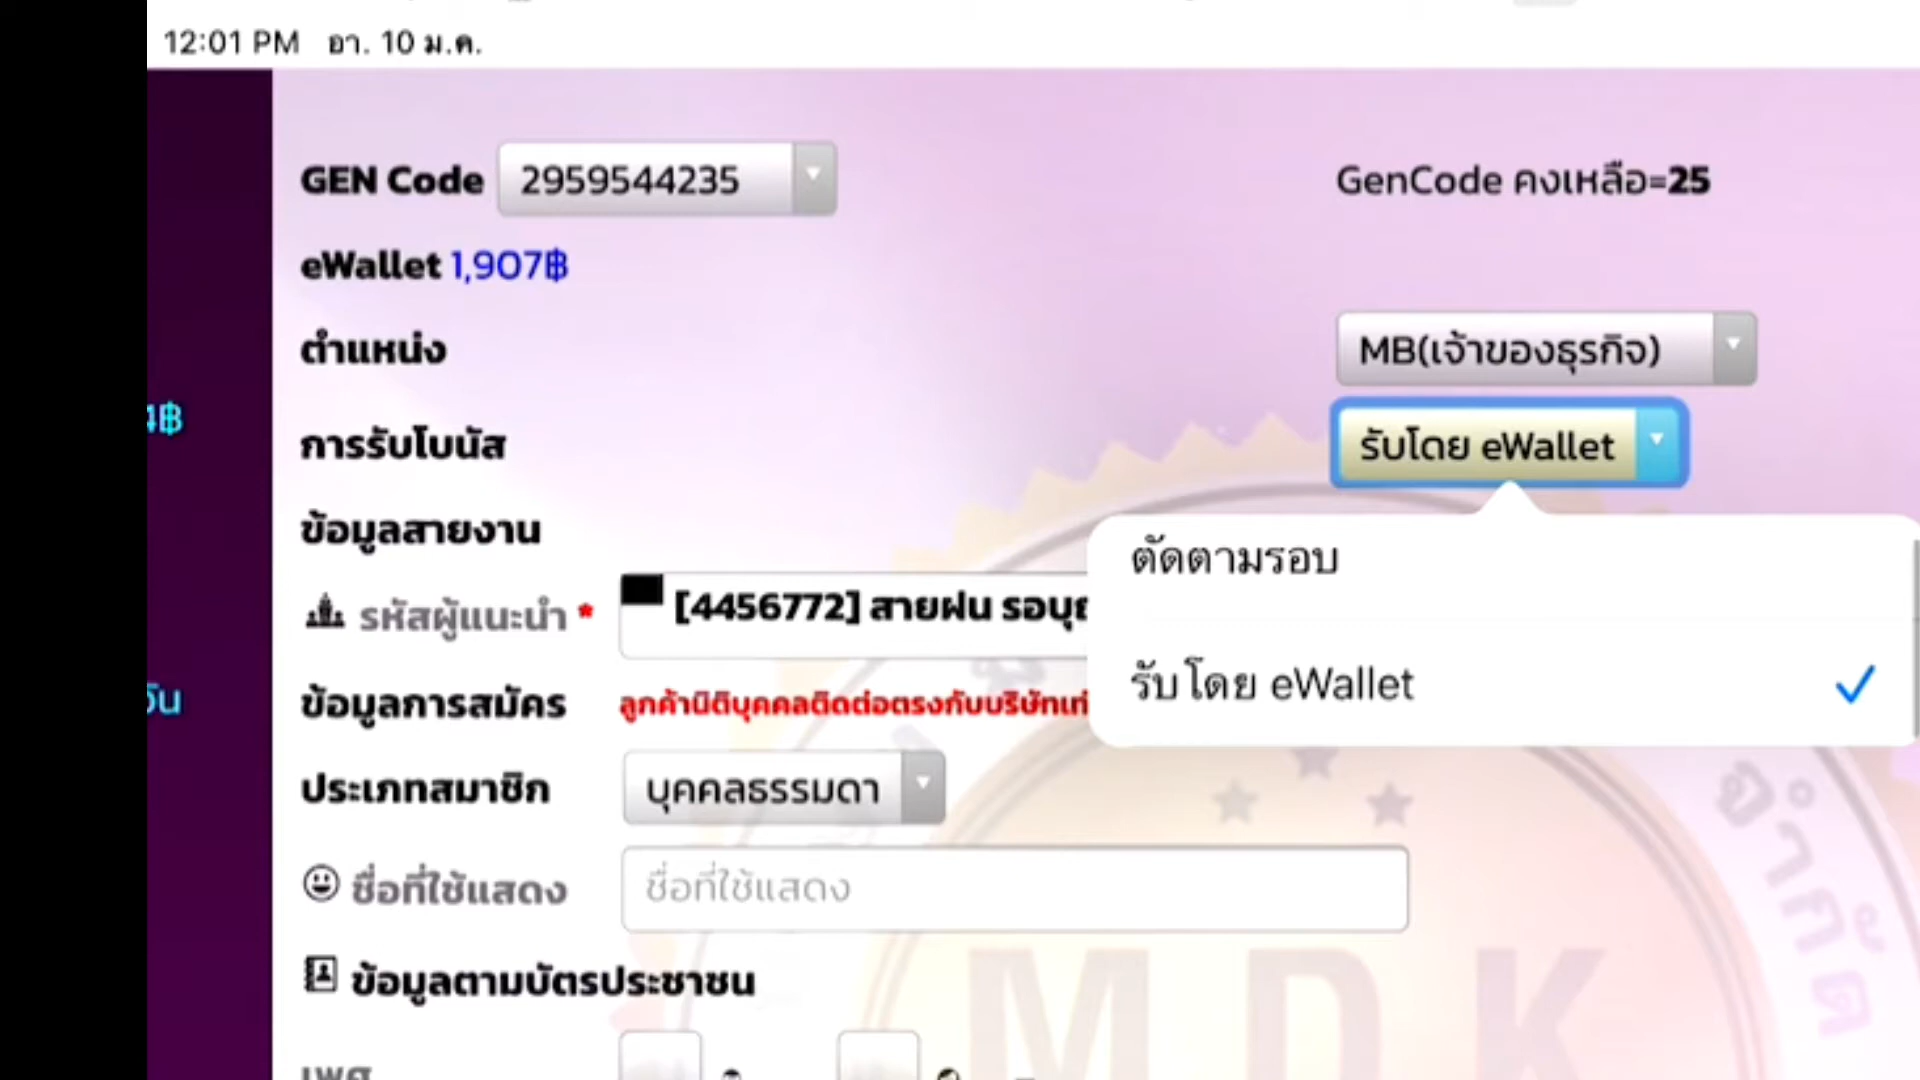 12:01 PM อา. 10 ม.ค.
GEN Code 2959544235 GenCode คงเหลือ=25
eWallet 1,907฿
ตำแหน่ง MB(เจ้าของธุรกิจ)
4฿
การรับโบนัส รับโดย eWallet
ข้อมูลสายงาน
ตัดตามรอบ
รหัสผู้แนะนำ * [4456772] สายฝน
รับโดย eWallet
ข้อมูลการสมัคร ลูกค้านิติบุคคลติดต่อตรงกับบริษัท
ประเภทสมาชิก บุคคลธรรมดา
ชื่อที่ใช้แสดง ชื่อที่ใช้แสดง
จำกัด
ข้อมูลตามบัตรประชาชน
MDK
เพศ